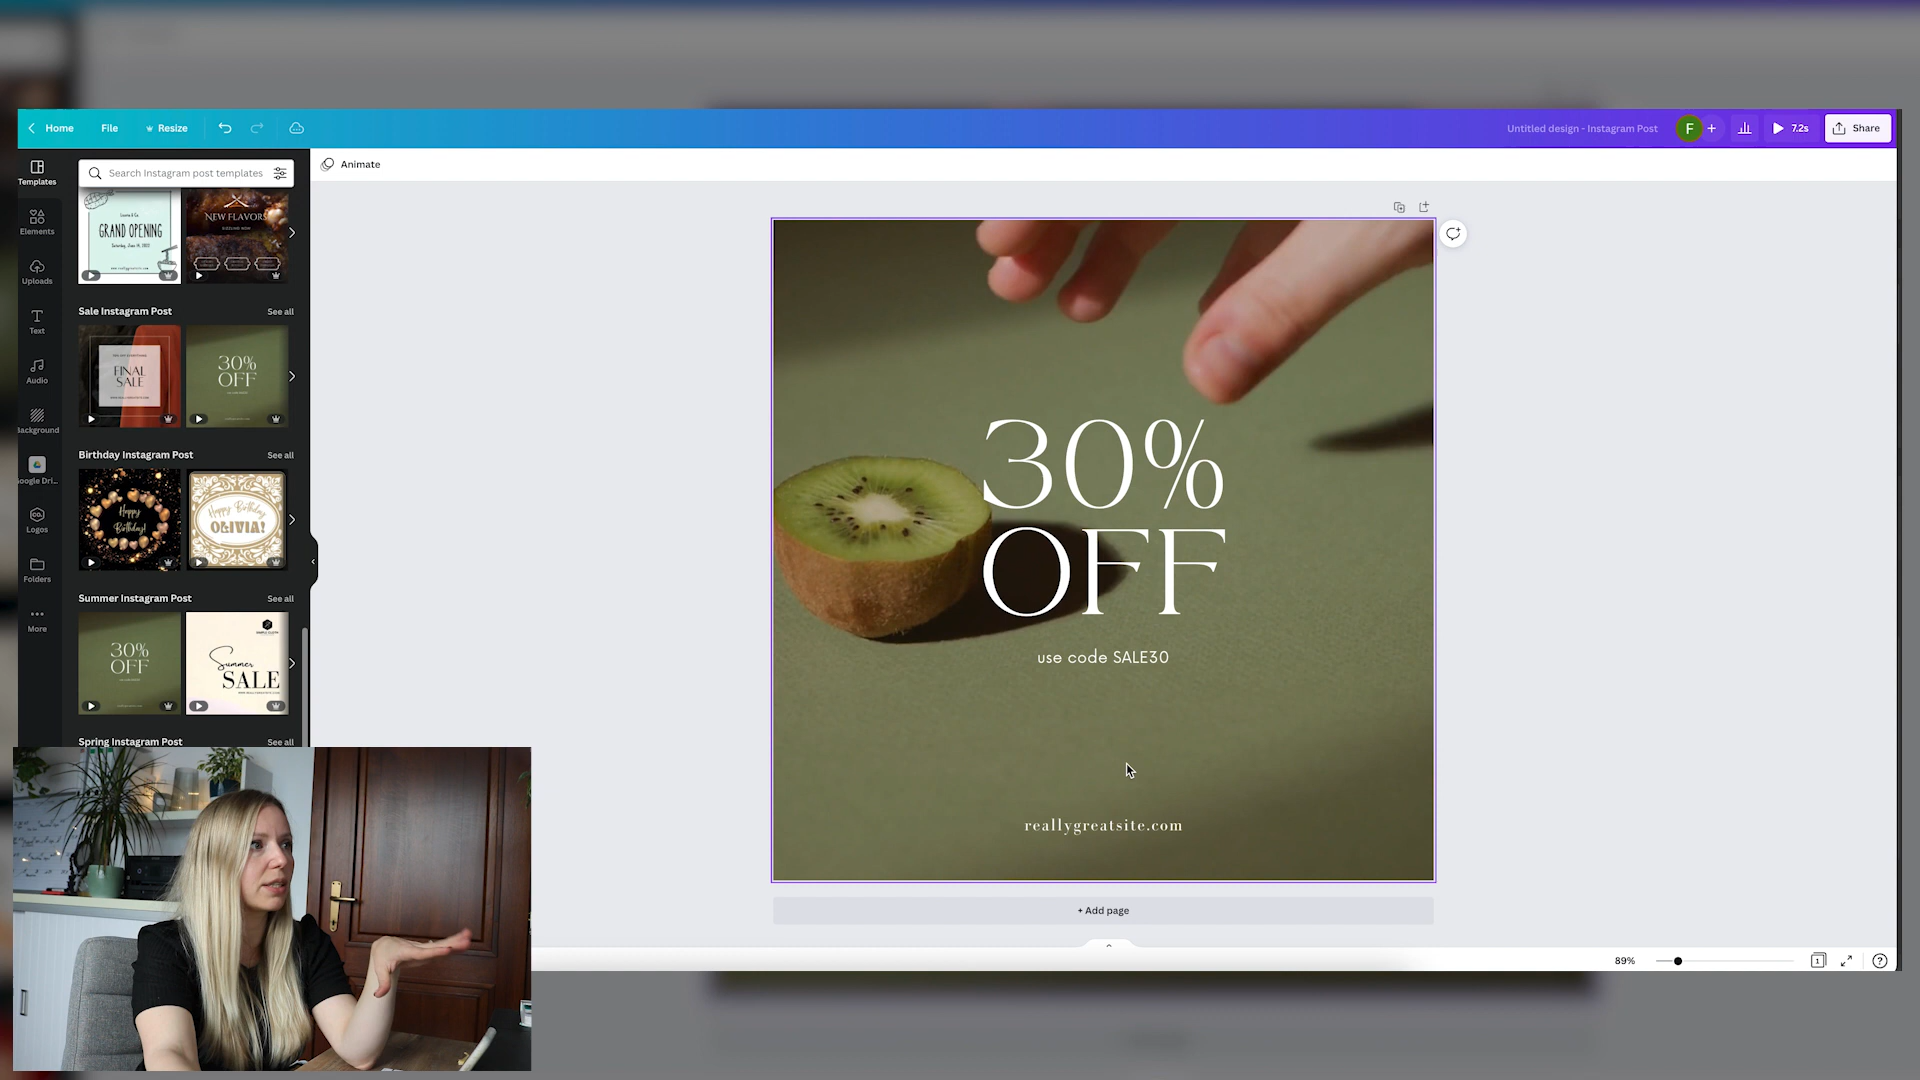 Home
File
Resize
Untitled design - Instagram Post
F
7.2s
Share
Templates
Search Instagram post templates
Animate
Elements
Uploads
Text
Audio
Background
Google Dri...
Logos
Folders
More
GRAND OPENING
NEW FLAVORS
Sale Instagram Post
See all
FINAL
SALE
30%
OFF
Birthday Instagram Post
See all
Happy
Birthday!
Happy Birthday
OLIVIA!
Summer Instagram Post
See all
30%
OFF
Summer
SALE
Spring Instagram Post
See all
30%
OFF
use code SALE30
reallygreatsite.com
+ Add page
89%
1